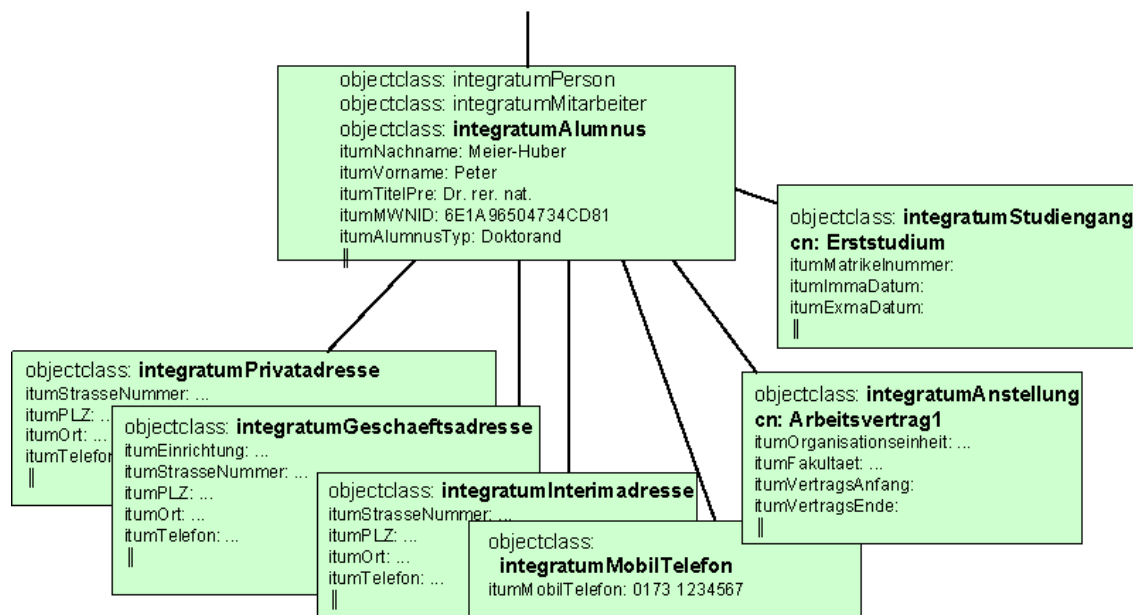 objectclass: integratumPerson
objectclass: integratumMitarbeiter
objectclass: integratumAlumnus
itumNachname: Meier-Huber
itumVorname: Peter
itumTitelPre: Dr. rer. nat.
itumMWNID: 6E1A96504734CD81
itumAlumnusTyp: Doktorand
||
objectclass: integratumStudiengang
cn: Erststudium
itumMatrikelnummer:
itumImmaDatum:
itumExmaDatum:
||
objectclass: integratumPrivatadresse
itumStrasseNummer: ...
itumPLZ: ...
itumOrt: ...
itumTelefon
||
objectclass: integratumGeschaeftsadresse
itumEinrichtung: ...
itumStrasseNummer: ...
itumPLZ: ...
itumOrt: ...
itumTelefon: ...
||
objectclass: integratumInterimadresse
itumStrasseNummer: ...
itumPLZ: ...
itumOrt: ...
itumTelefon: ...
||
objectclass:
integratumMobilTelefon
itumMobilTelefon: 0173 1234567
objectclass: integratumAnstellung
cn: Arbeitsvertrag1
itumOrganisationseinheit: ...
itumFakultaet: ...
itumVertragsAnfang:
itumVertragsEnde:
||